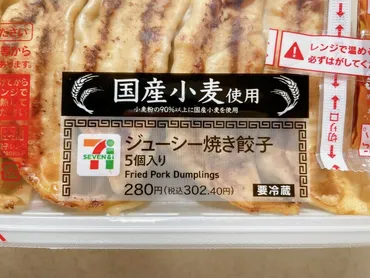 国産小麦使用
小麦粉の90%以上に国産小麦を使用
7
SEVEN&i
ジューシー焼き餃子
5個入り
Fried Pork Dumplings
280円(税込302.40円)
要冷蔵
レンジで温める
必ずはがしてく